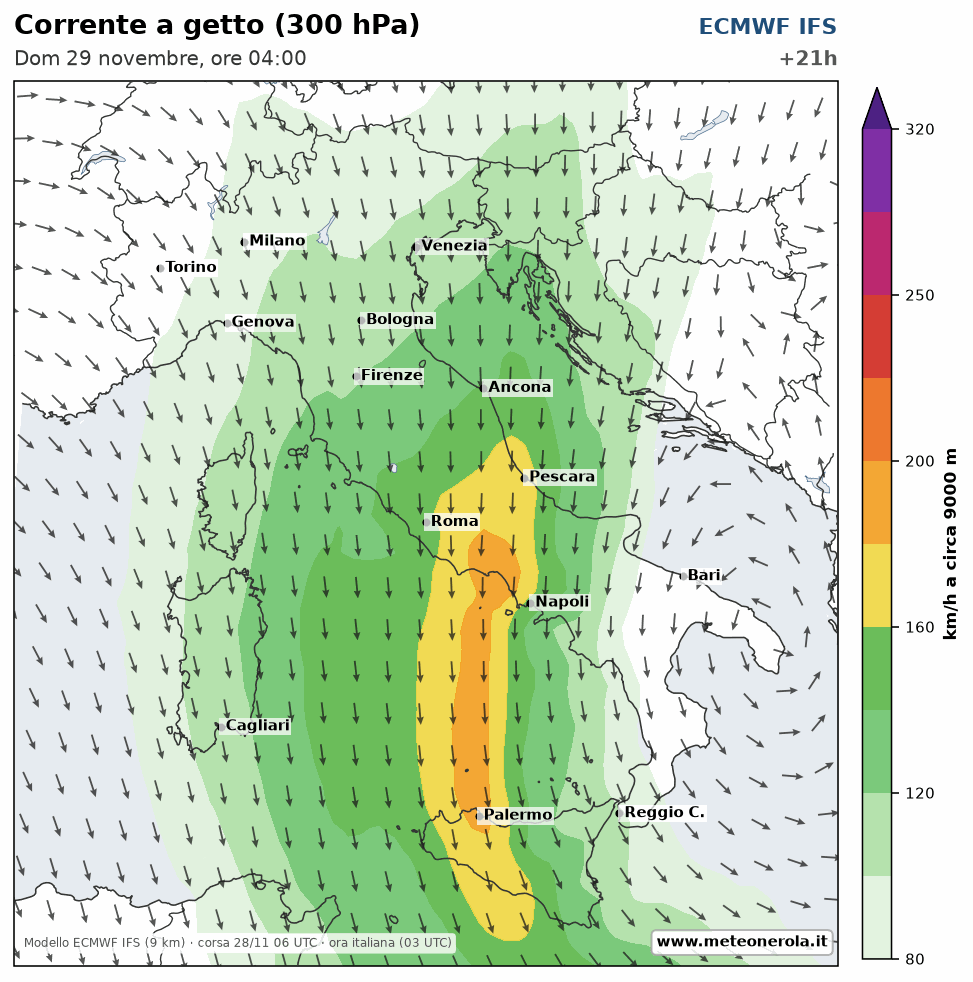 Corrente a getto (300 hPa)
ECMWF IFS
Dom 29 novembre, ore 04:00
+21h
Milano
Venezia
Torino
Genova
Bologna
Firenze
Ancona
Pescara
Roma
Bari
Napoli
Cagliari
Palermo
Reggio C.
320
250
200
160
120
80
km/h a circa 9000 m
Modello ECMWF IFS (9 km) · corsa 28/11 06 UTC · ora italiana (03 UTC)
www.meteonerola.it